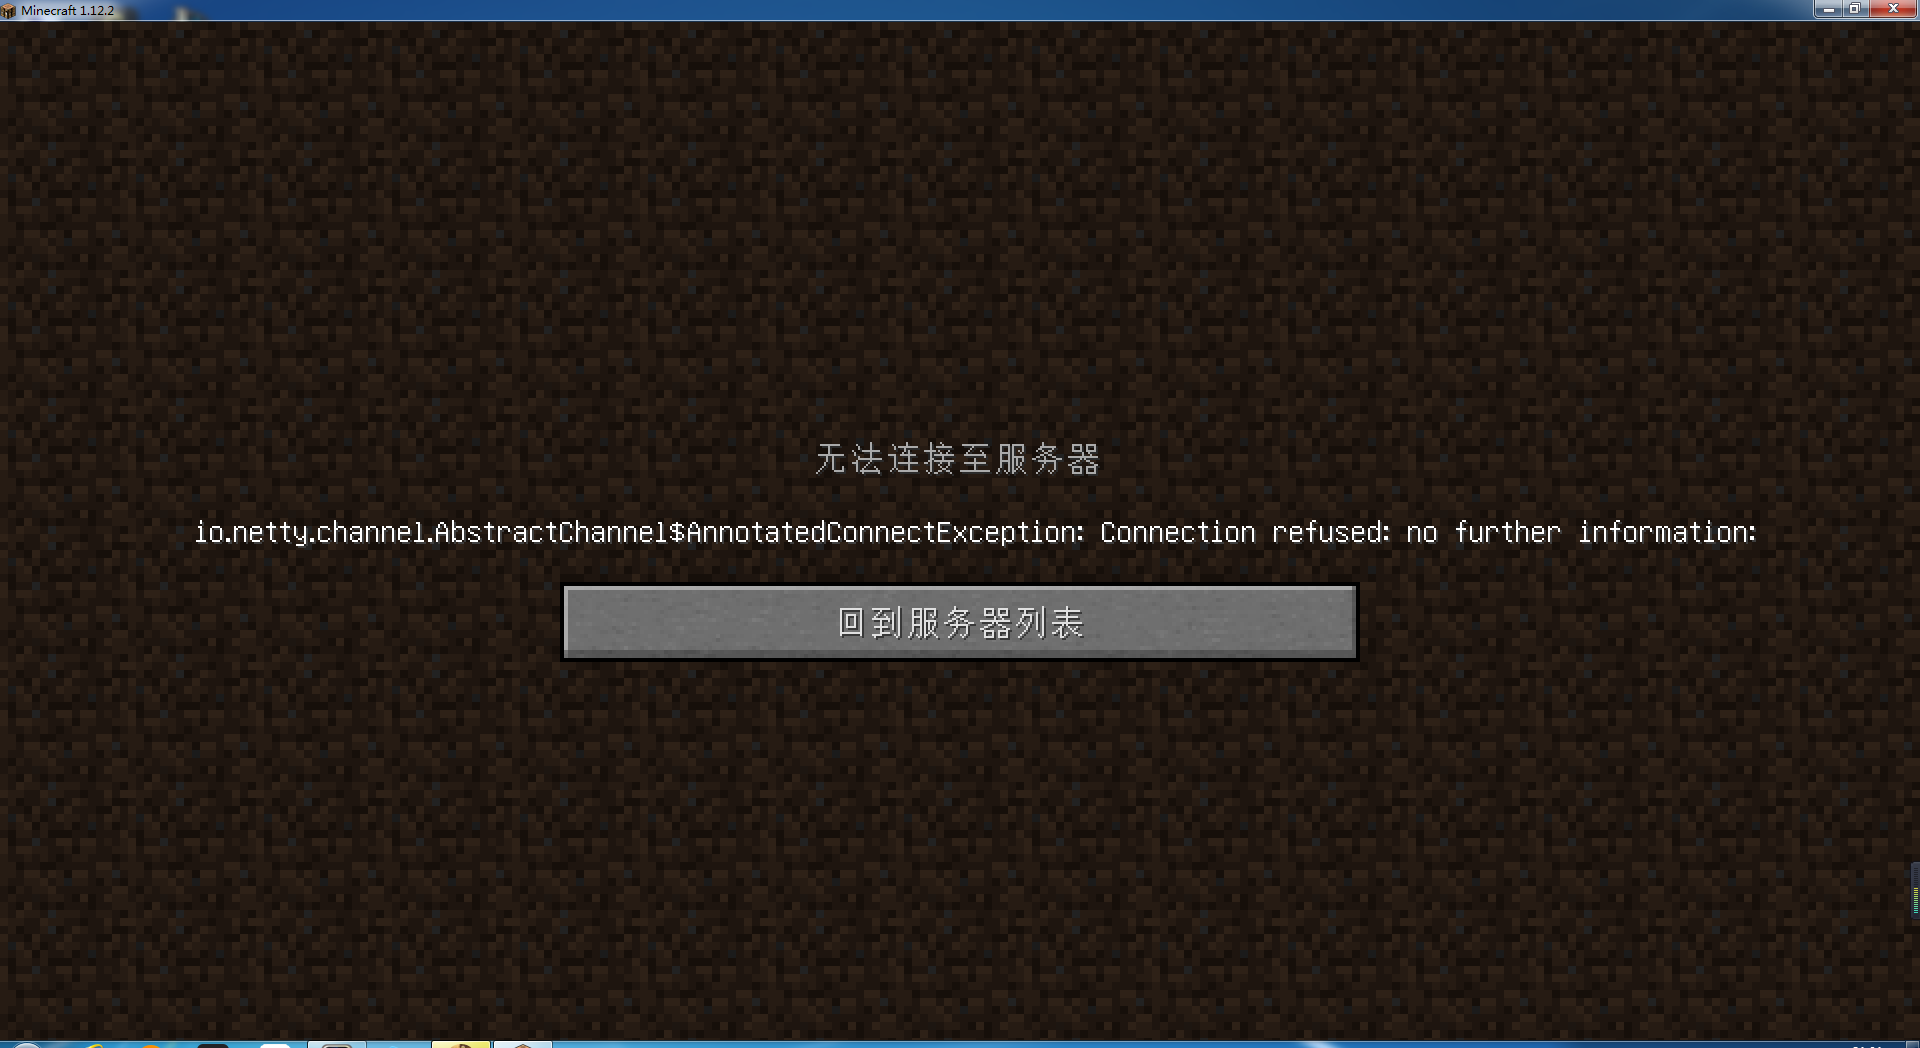 Minecraft 1.12.2
无法连接至服务器
io.netty.channel.AbstractChannel$AnnotatedConnectException: Connection refused: no further information:
回到服务器列表